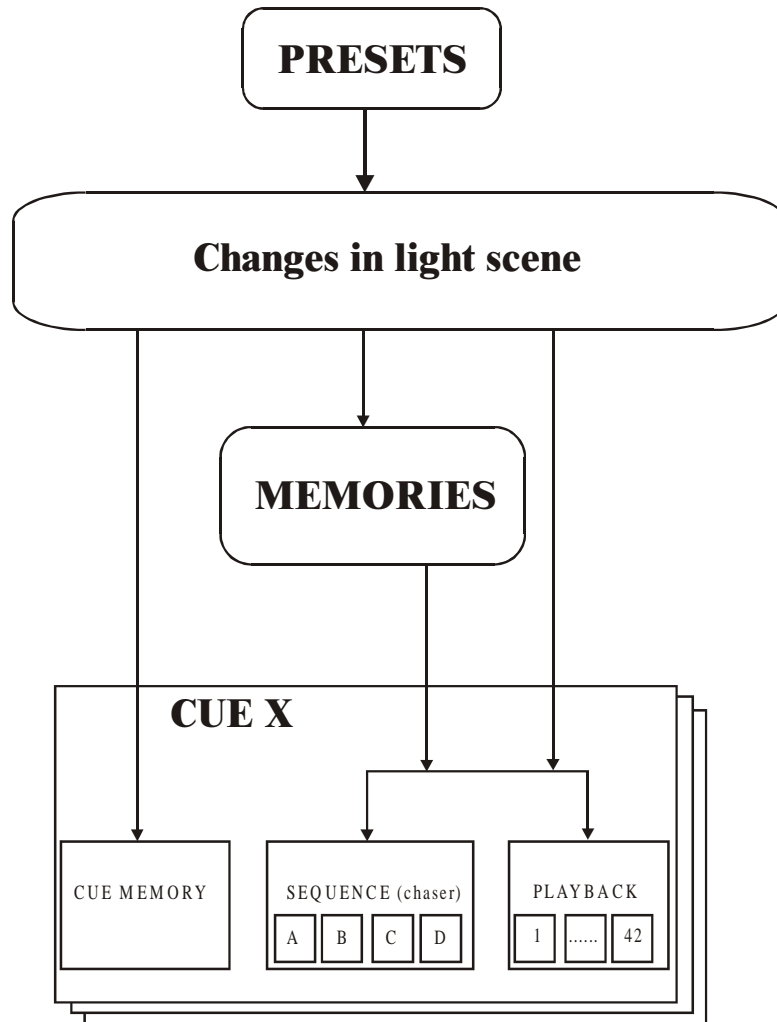 PRESETS
Changes in light scene
MEMORIES
CUE X
CUE MEMORY
SEQUENCE (chaser)
A B C D
PLAYBACK
1 ...... 42